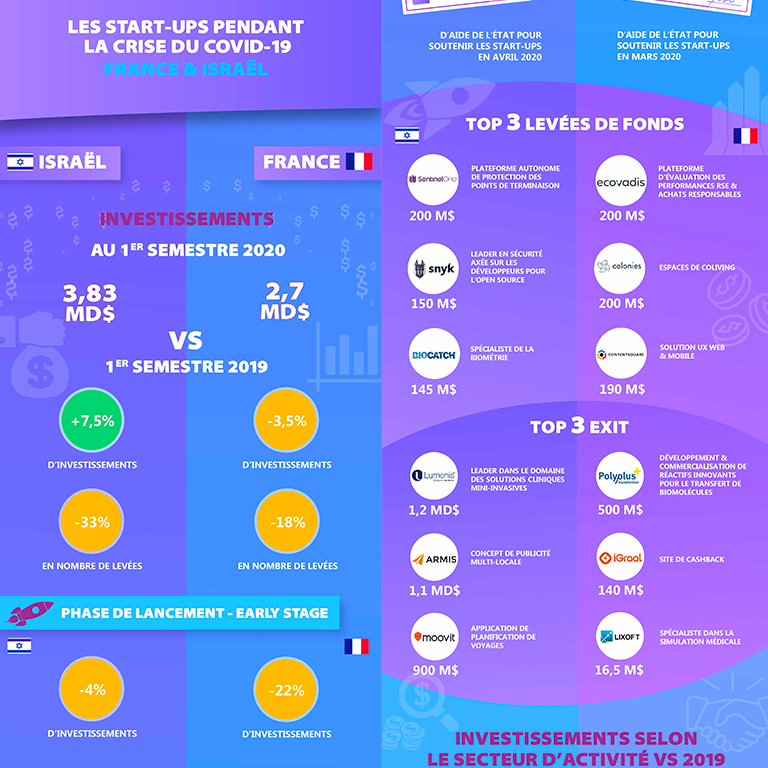 LES START-UPS PENDANT
LA CRISE DU COVID-19
FRANCE & ISRAËL
ISRAËL
FRANCE
INVESTISSEMENTS
AU 1ER SEMESTRE 2020
3,83
MD$
2,7
MD$
VS
1ER SEMESTRE 2019
+7,5%
D'INVESTISSEMENTS
-3,5%
D'INVESTISSEMENTS
-33%
EN NOMBRE DE LEVÉES
-18%
EN NOMBRE DE LEVÉES
PHASE DE LANCEMENT - EARLY STAGE
-4%
D'INVESTISSEMENTS
-22%
D'INVESTISSEMENTS
D'AIDE DE L'ÉTAT POUR
SOUTENIR LES START-UPS
EN AVRIL 2020
D'AIDE DE L'ÉTAT POUR
SOUTENIR LES START-UPS
EN MARS 2020
TOP 3 LEVÉES DE FONDS
SentinelOne
PLATEFORME AUTONOME
DE PROTECTION DES
POINTS DE TERMINAISON
200 M$
ecovadis
PLATEFORME
D'ÉVALUATION DES
PERFORMANCES RSE &
ACHATS RESPONSABLES
200 M$
snyk
LEADER EN SÉCURITÉ
AXÉE SUR LES
DÉVELOPPEURS POUR
L'OPEN SOURCE
150 M$
colonies
ESPACES DE COLIVING
200 M$
BIOCATCH
SPÉCIALISTE DE LA
BIOMÉTRIE
145 M$
CONTENTSQUARE
SOLUTION UX WEB
& MOBILE
190 M$
TOP 3 EXIT
Lumenis
LEADER DANS LE DOMAINE
DES SOLUTIONS CLINIQUES
MINI-INVASIVES
1,2 MD$
Polyplus
transfection
DÉVELOPPEMENT &
COMMERCIALISATION DE
RÉACTIFS INNOVANTS
POUR LE TRANSFERT DE
BIOMOLÉCULES
500 M$
ARMIS
CONCEPT DE PUBLICITÉ
MULTI-LOCALE
1,1 MD$
iGraal
SITE DE CASHBACK
140 M$
moovit
APPLICATION DE
PLANIFICATION DE
VOYAGES
900 M$
LIXOFT
SPÉCIALISTE DANS LA
SIMULATION MÉDICALE
16,5 M$
INVESTISSEMENTS SELON
LE SECTEUR D'ACTIVITÉ VS 2019